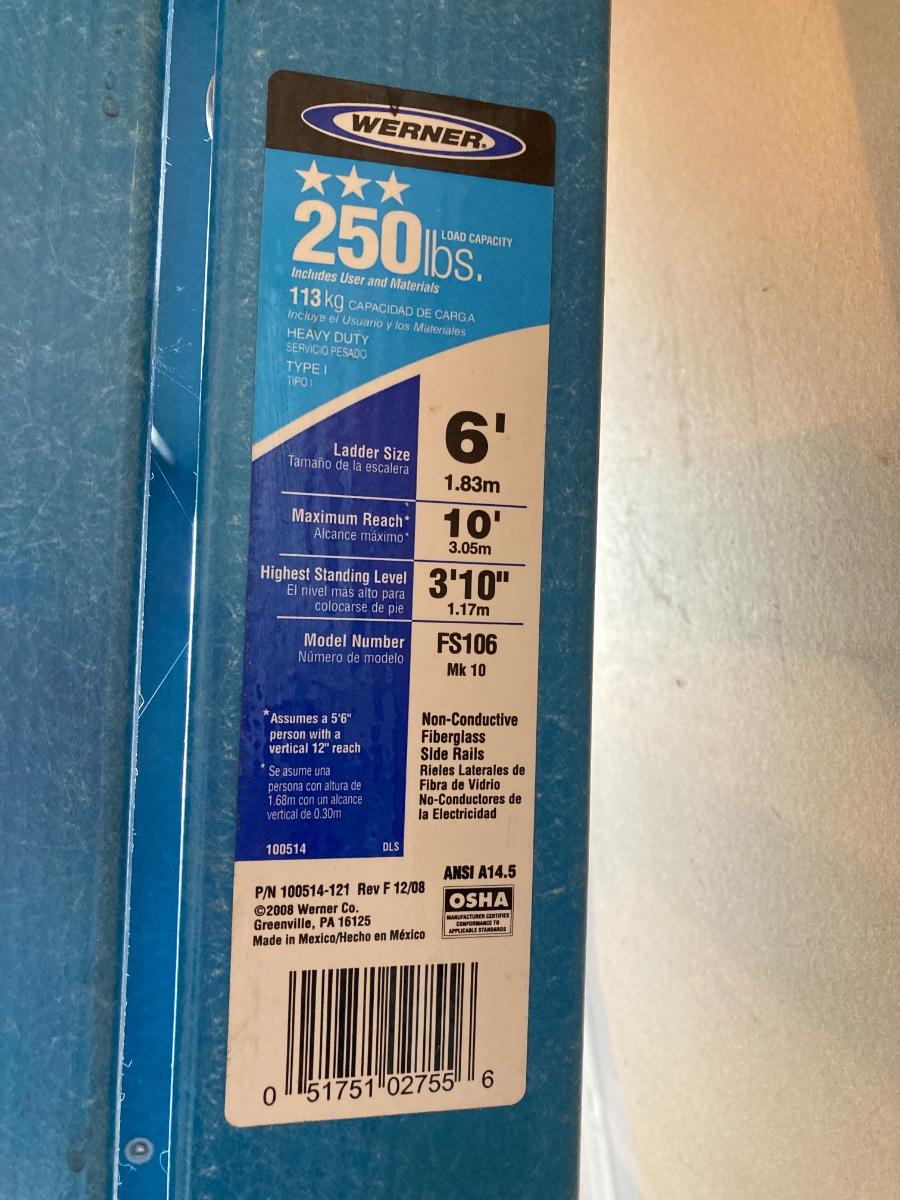 WERNER®
250 lbs. LOAD CAPACITY
Includes User and Materials
113 kg CAPACIDAD DE CARGA
Incluye el Usuario y los Materiales
HEAVY DUTY
SERVICIO PESADO
TYPE I
TIPO I
Ladder Size
Tamaño de la escalera
6'
1.83m
Maximum Reach*
Alcance máximo*
10'
3.05m
Highest Standing Level
El nivel más alto para
colocarse de pie
3'10"
1.17m
Model Number
Número de modelo
FS106
Mk 10
*Assumes a 5'6"
person with a
vertical 12" reach
* Se asume una
persona con altura de
1.68m con un alcance
vertical de 0.30m
100514 DLS
Non-Conductive
Fiberglass
Side Rails
Rieles Laterales de
Fibra de Vidrio
No-Conductores de
la Electricidad
P/N 100514-121 Rev F 12/08
©2008 Werner Co.
Greenville, PA 16125
Made in Mexico/Hecho en México
ANSI A14.5
OSHA
MANUFACTURER CERTIFIES
CONFORMANCE TO
APPLICABLE STANDARDS
0 51751 02755 6